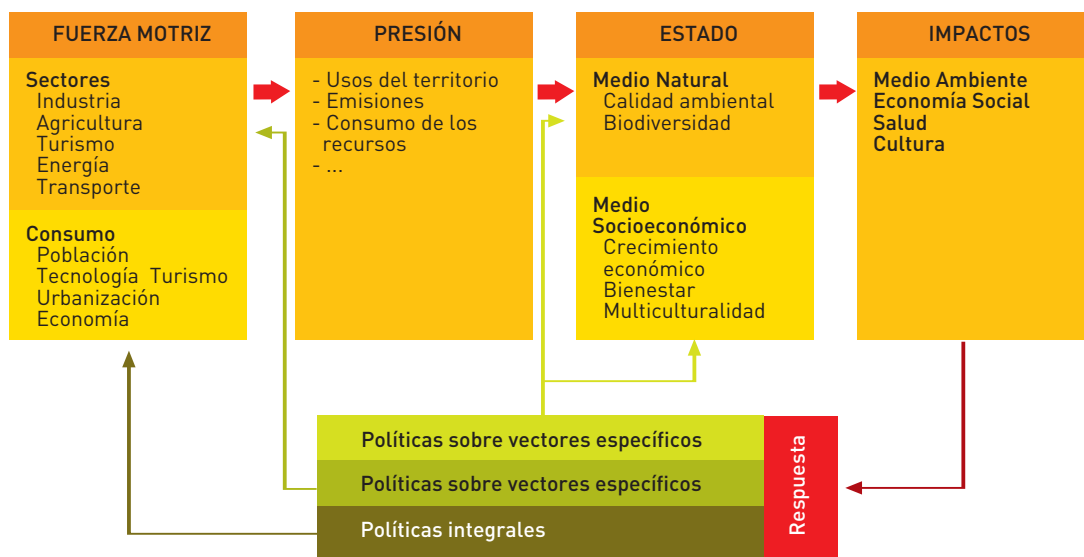 FUERZA MOTRIZ
Sectores
Industria
Agricultura
Turismo
Energía
Transporte
Consumo
Población
Tecnología Turismo
Urbanización
Economía
PRESIÓN
- Usos del territorio
- Emisiones
- Consumo de los
recursos
- ...
ESTADO
Medio Natural
Calidad ambiental
Biodiversidad
Medio
Socioeconómico
Crecimiento
económico
Bienestar
Multiculturalidad
IMPACTOS
Medio Ambiente
Economía Social
Salud
Cultura
Políticas sobre vectores específicos
Políticas sobre vectores específicos
Políticas integrales
Respuesta